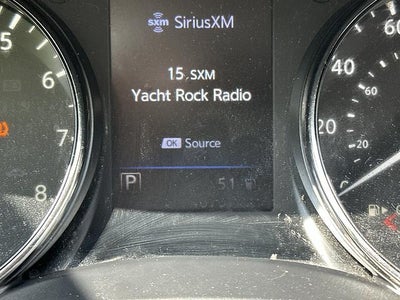 sxm SiriusXM
15 SXM
Yacht Rock Radio
OK Source
P 51
5
6
7
8
60
40
60
20
20
0